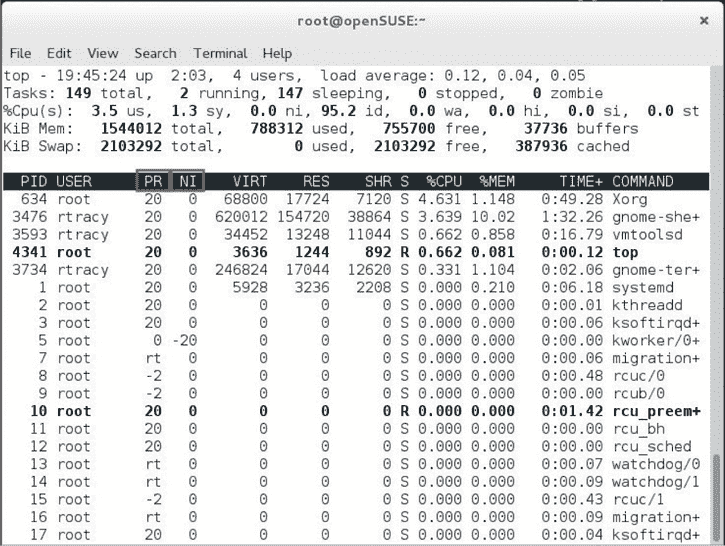 root@openSUSE:~
File Edit View Search Terminal Help
top - 19:45:24 up 2:03, 4 users, load average: 0.12, 0.04, 0.05
Tasks: 149 total, 2 running, 147 sleeping, 0 stopped, 0 zombie
%Cpu(s): 3.5 us, 1.3 sy, 0.0 ni, 95.2 id, 0.0 wa, 0.0 hi, 0.0 si, 0.0 st
KiB Mem: 1544012 total, 788312 used, 755700 free, 37736 buffers
KiB Swap: 2103292 total, 0 used, 2103292 free, 387936 cached
PID USER PR NI VIRT RES SHR S %CPU %MEM TIME+ COMMAND
634 root 20 0 68800 17724 7120 S 4.631 1.148 0:49.28 Xorg
3476 rtracy 20 0 620012 154720 38864 S 3.639 10.02 1:32.26 gnome-she+
3593 rtracy 20 0 34452 13248 11044 S 0.662 0.858 0:16.79 vmtoolsd
4341 root 20 0 3636 1244 892 R 0.662 0.081 0:00.12 top
3734 rtracy 20 0 246824 17044 12620 S 0.331 1.104 0:02.06 gnome-ter+
1 root 20 0 5928 3236 2208 S 0.000 0.210 0:06.18 systemd
2 root 20 0 0 0 0 S 0.000 0.000 0:00.01 kthreadd
3 root 20 0 0 0 0 S 0.000 0.000 0:00.06 ksoftirqd+
5 root 0 -20 0 0 0 S 0.000 0.000 0:00.00 kworker/0+
7 root rt 0 0 0 0 S 0.000 0.000 0:00.06 migration+
8 root -2 0 0 0 0 S 0.000 0.000 0:00.48 rcuc/0
9 root -2 0 0 0 0 S 0.000 0.000 0:00.00 rcub/0
10 root 20 0 0 0 0 R 0.000 0.000 0:01.42 rcu_preem+
11 root 20 0 0 0 0 S 0.000 0.000 0:00.00 rcu_bh
12 root 20 0 0 0 0 S 0.000 0.000 0:00.00 rcu_sched
13 root rt 0 0 0 0 S 0.000 0.000 0:00.07 watchdog/0
14 root rt 0 0 0 0 S 0.000 0.000 0:00.09 watchdog/1
15 root -2 0 0 0 0 S 0.000 0.000 0:00.43 rcuc/1
16 root rt 0 0 0 0 S 0.000 0.000 0:00.09 migration+
17 root 20 0 0 0 0 S 0.000 0.000 0:00.04 ksoftirqd+